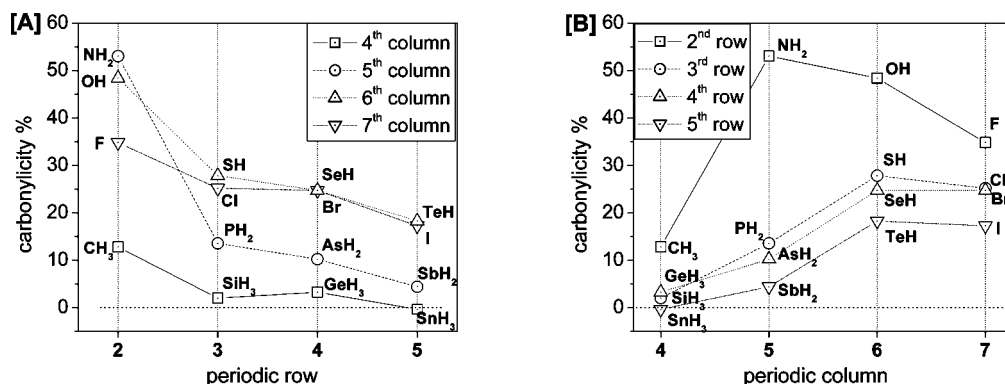 [A]
60
50
40
30
20
10
0
carbonylicity %
NH₂
OH
F
CH₃
SH
Cl
PH₂
SiH₃
SeH
Br
AsH₂
GeH₃
TeH
I
SbH₂
SnH₃
4ᵗʰ column
5ᵗʰ column
6ᵗʰ column
7ᵗʰ column
2 3 4 5
periodic row
[B]
60
50
40
30
20
10
0
carbonylicity %
2ⁿᵈ row
3ʳᵈ row
4ᵗʰ row
5ᵗʰ row
NH₂
OH
F
CH₃
SH
Cl
SeH
Br
PH₂
AsH₂
GeH₃
SiH₃
SnH₃
SbH₂
TeH
I
4 5 6 7
periodic column